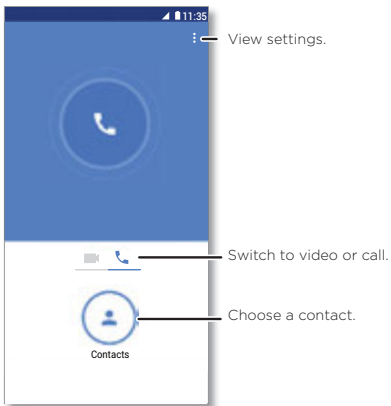 11:35
View settings.
Switch to video or call.
Choose a contact.
Contacts